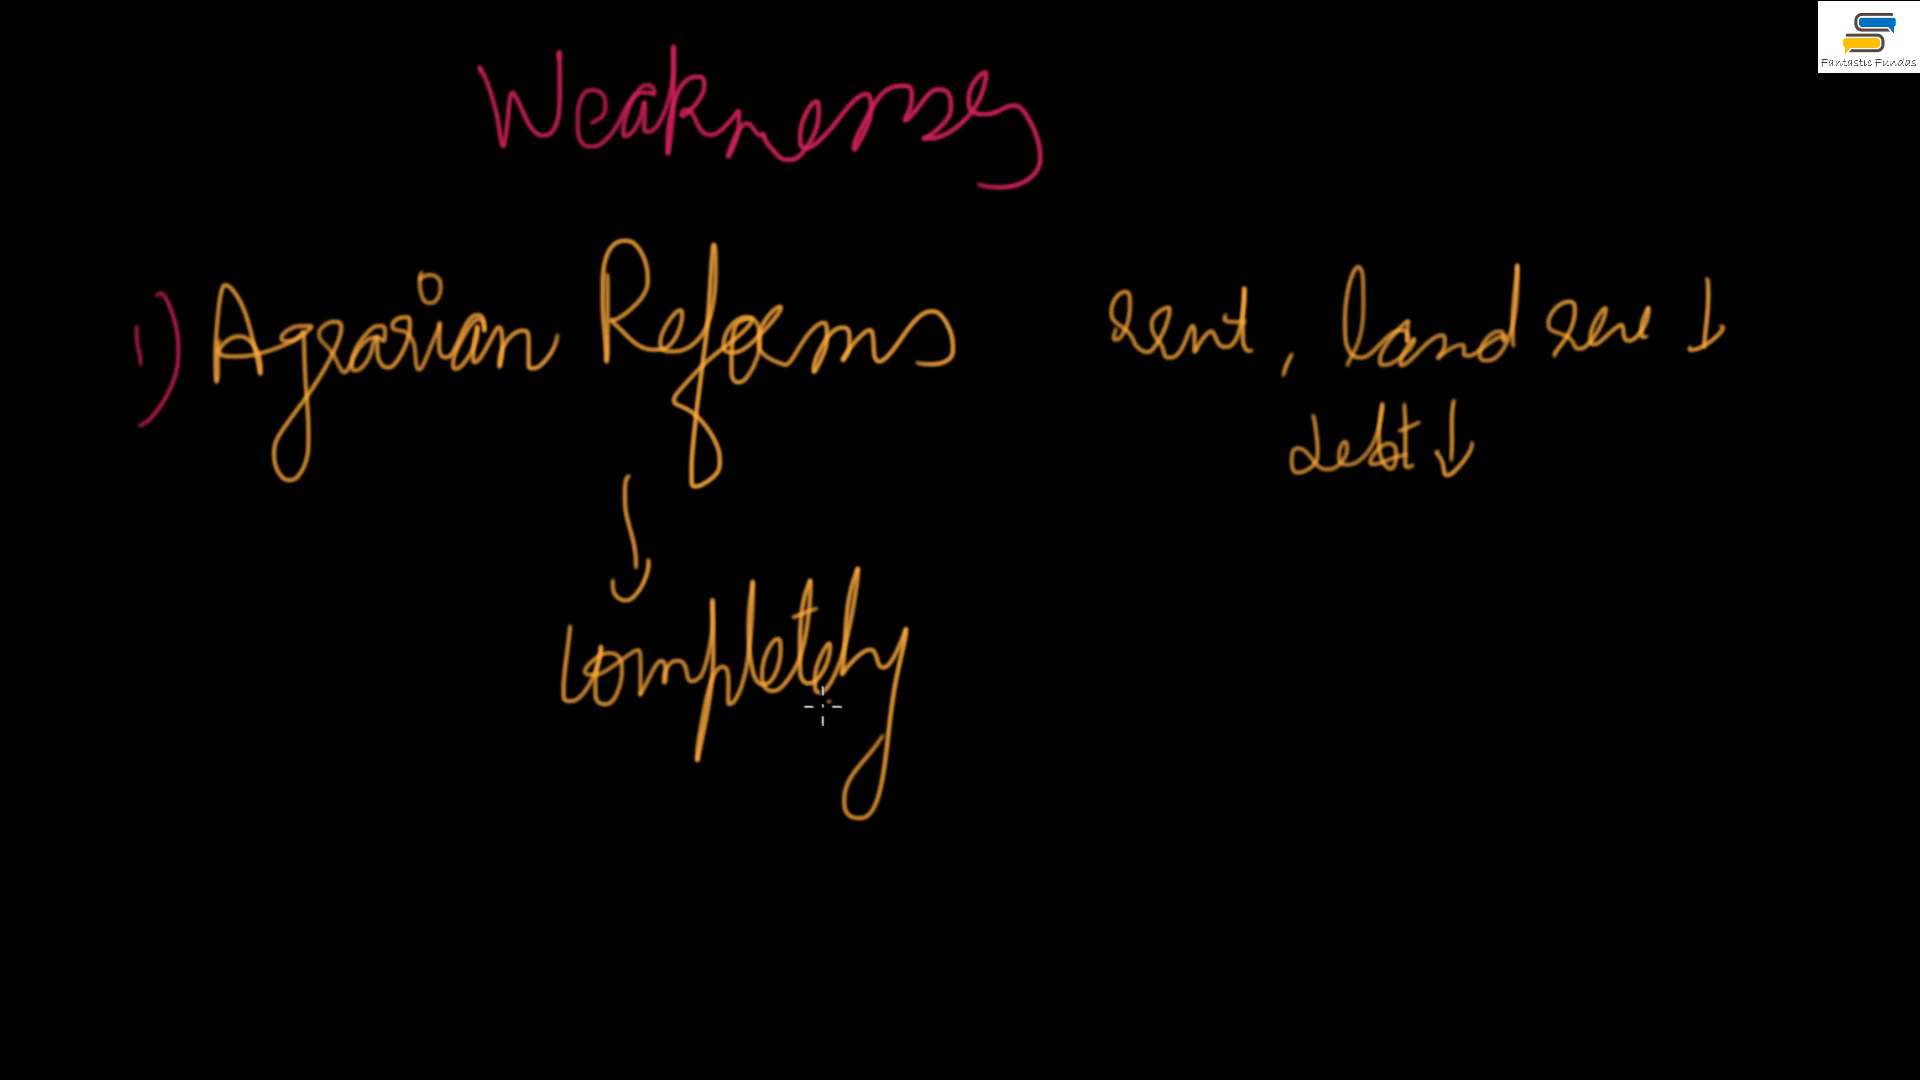 Weaknesses
1) Agrarian Reforms rent, land rev ↓
debt ↓
↓
completely
Fantastic Fundas